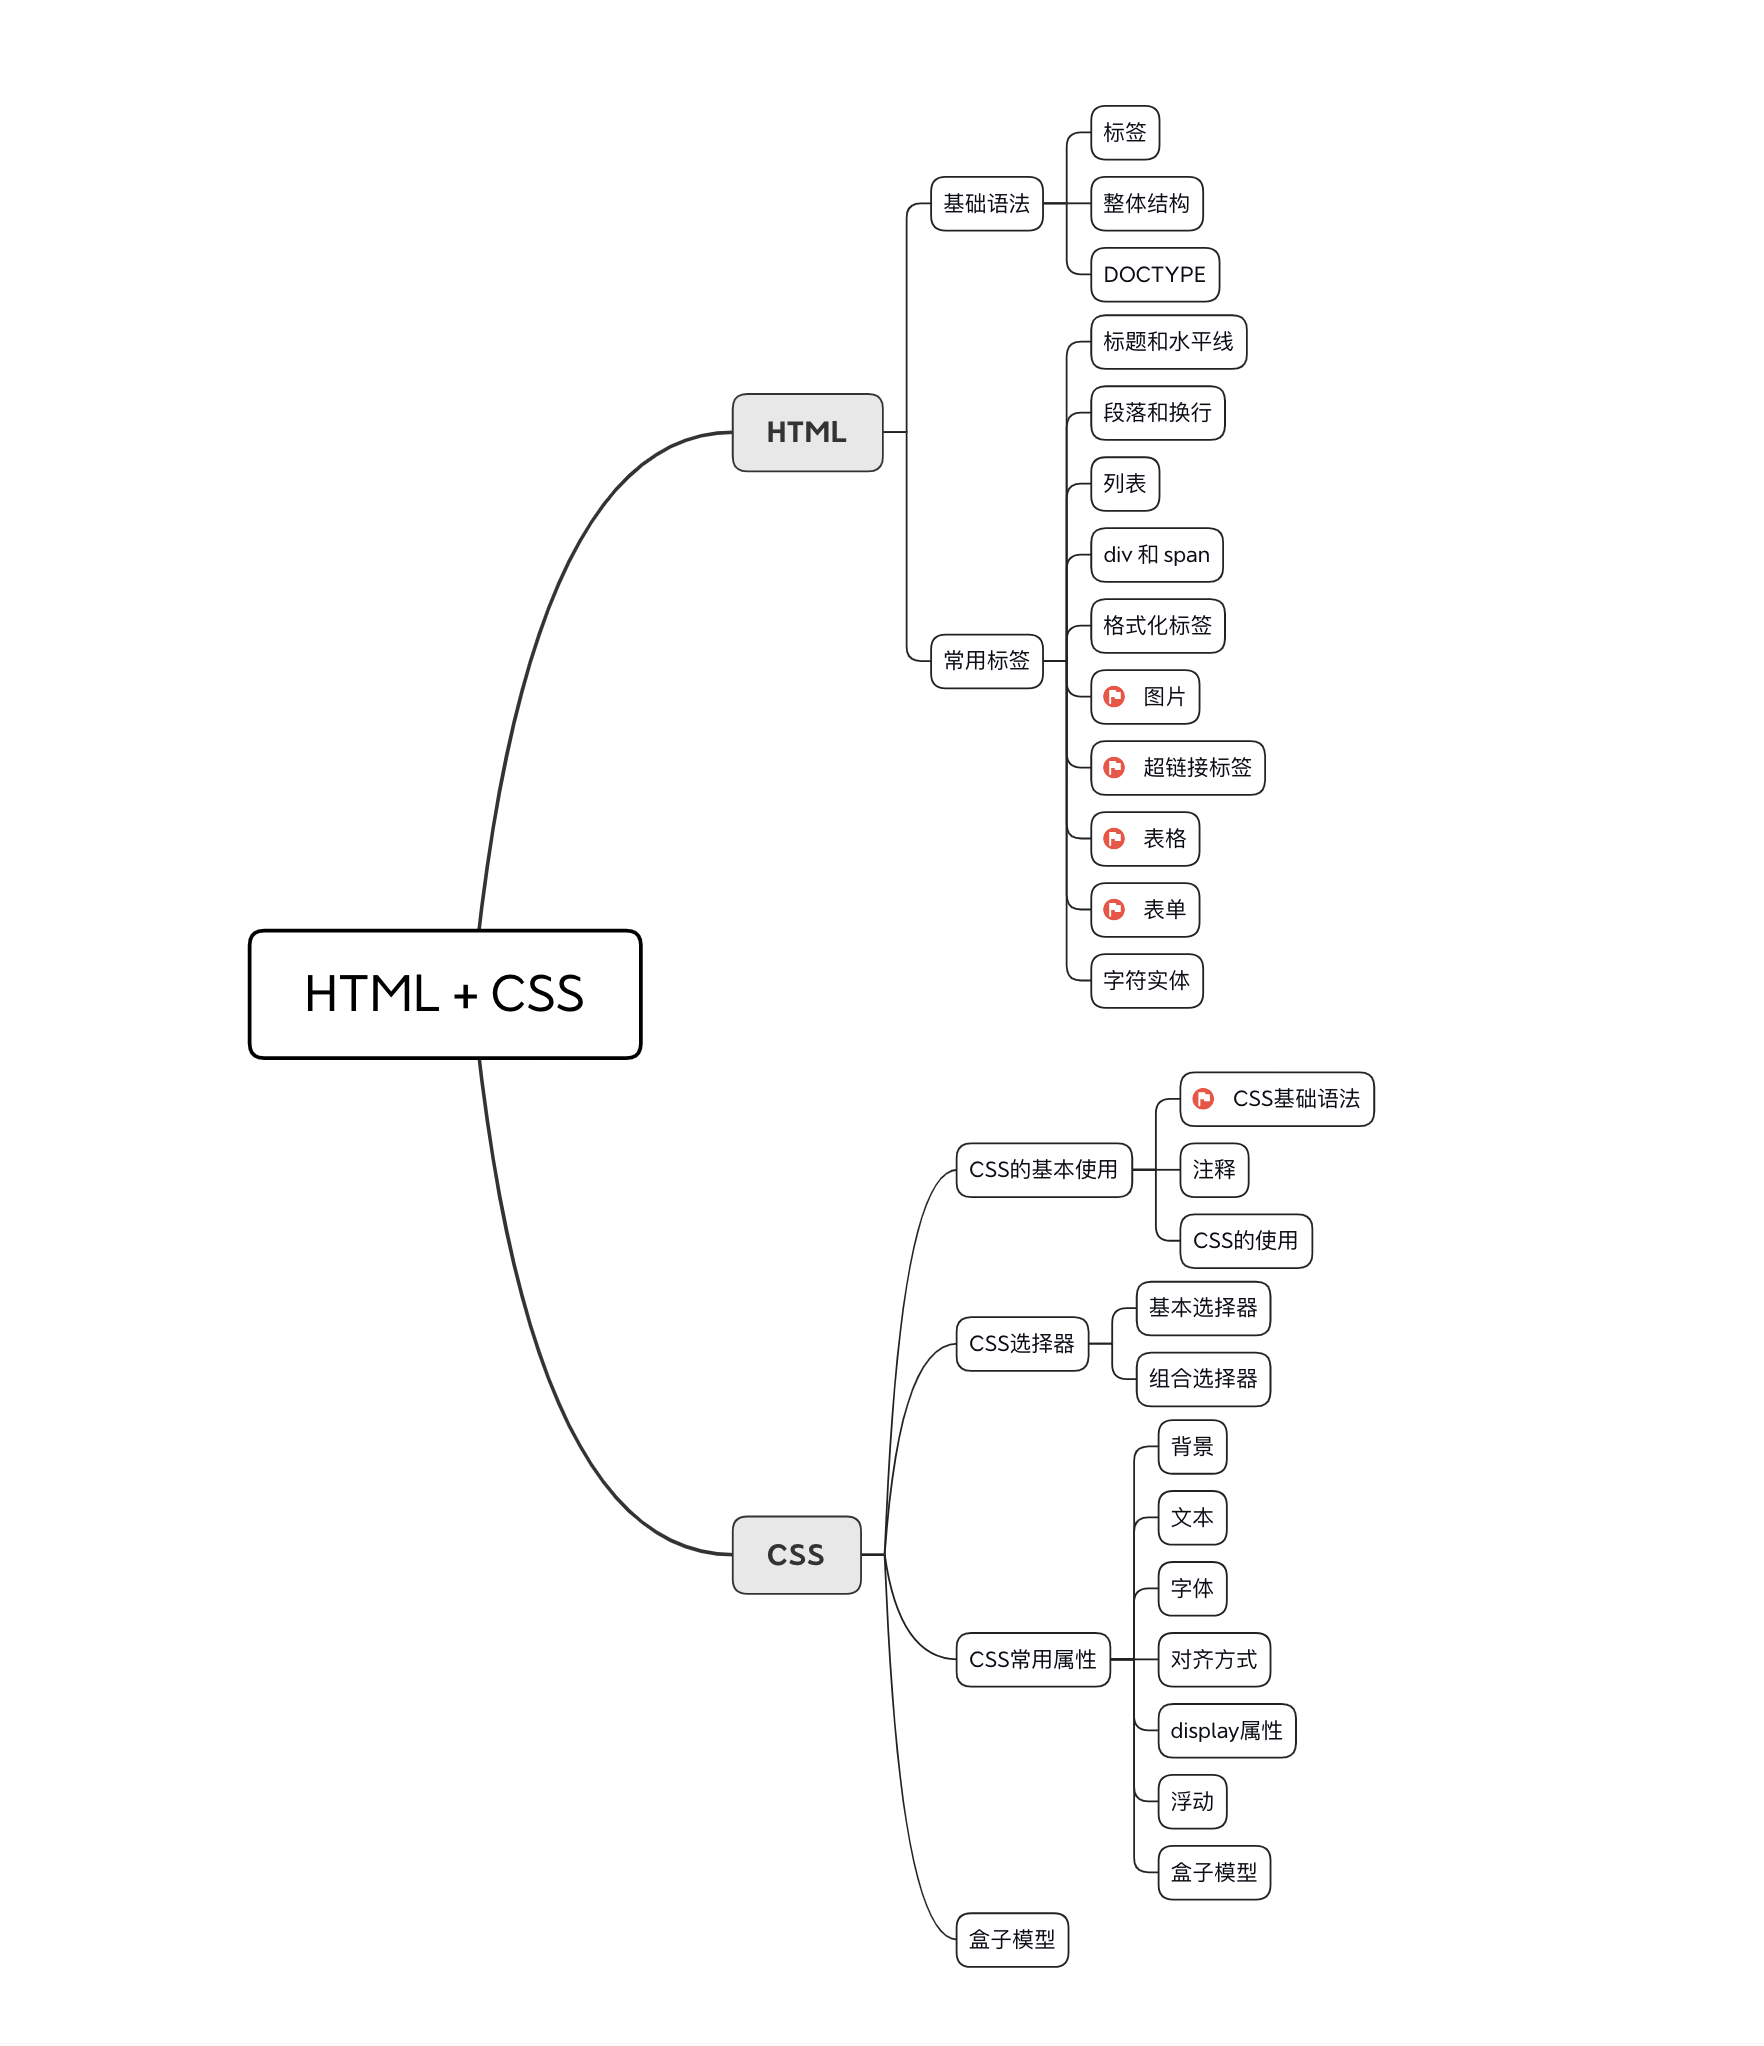 HTML + CSS
HTML
基础语法
标签
整体结构
DOCTYPE
常用标签
标题和水平线
段落和换行
列表
div 和 span
格式化标签
图片
超链接标签
表格
表单
字符实体
CSS
CSS的基本使用
CSS基础语法
注释
CSS的使用
CSS选择器
基本选择器
组合选择器
CSS常用属性
背景
文本
字体
对齐方式
display属性
浮动
盒子模型
盒子模型